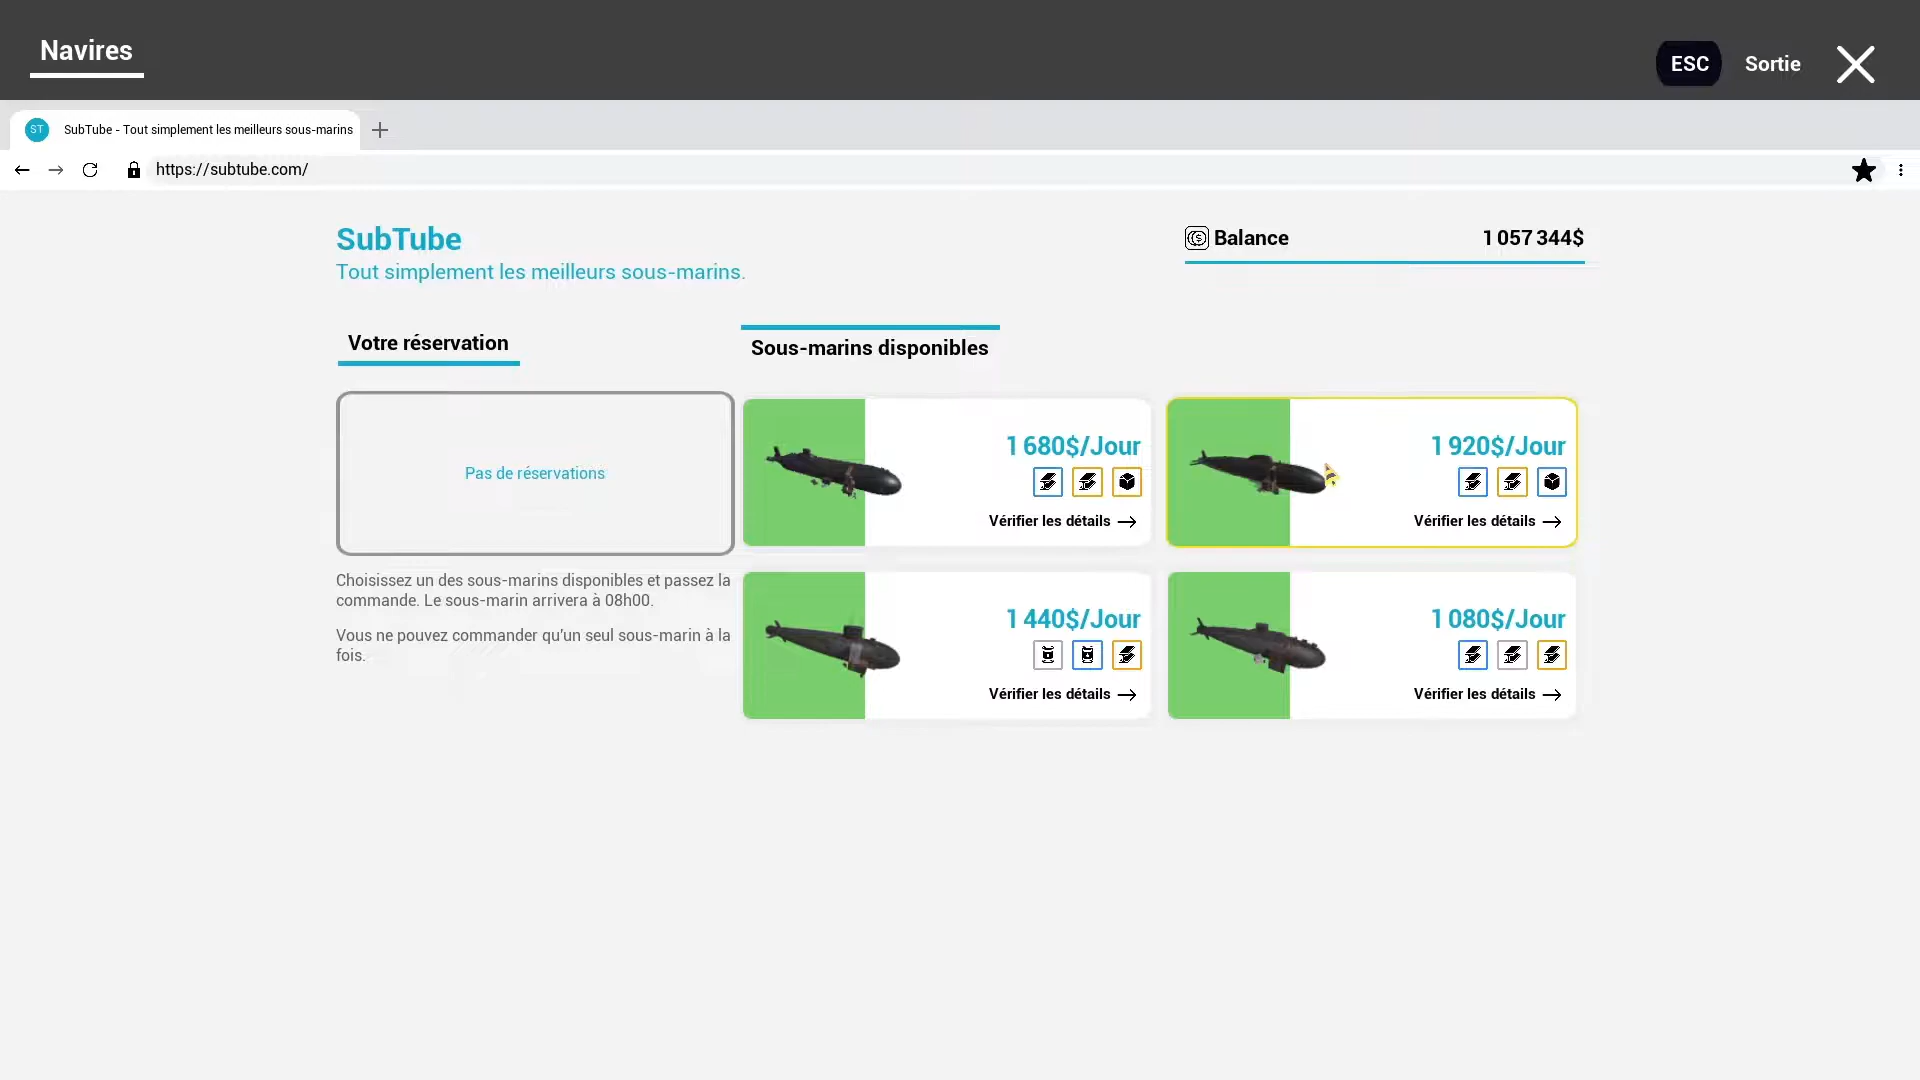 Navires
ESC Sortie
ST SubTube - Tout simplement les meilleurs sous-marins
https://subtube.com/
SubTube
Tout simplement les meilleurs sous-marins.
Balance 1 057 344$
Votre réservation
Sous-marins disponibles
Pas de réservations
Choisissez un des sous-marins disponibles et passez la
commande. Le sous-marin arrivera à 08h00.
Vous ne pouvez commander qu'un seul sous-marin à la
fois.
1 680$/Jour
Vérifier les détails
1 920$/Jour
Vérifier les détails
1 440$/Jour
Vérifier les détails
1 080$/Jour
Vérifier les détails